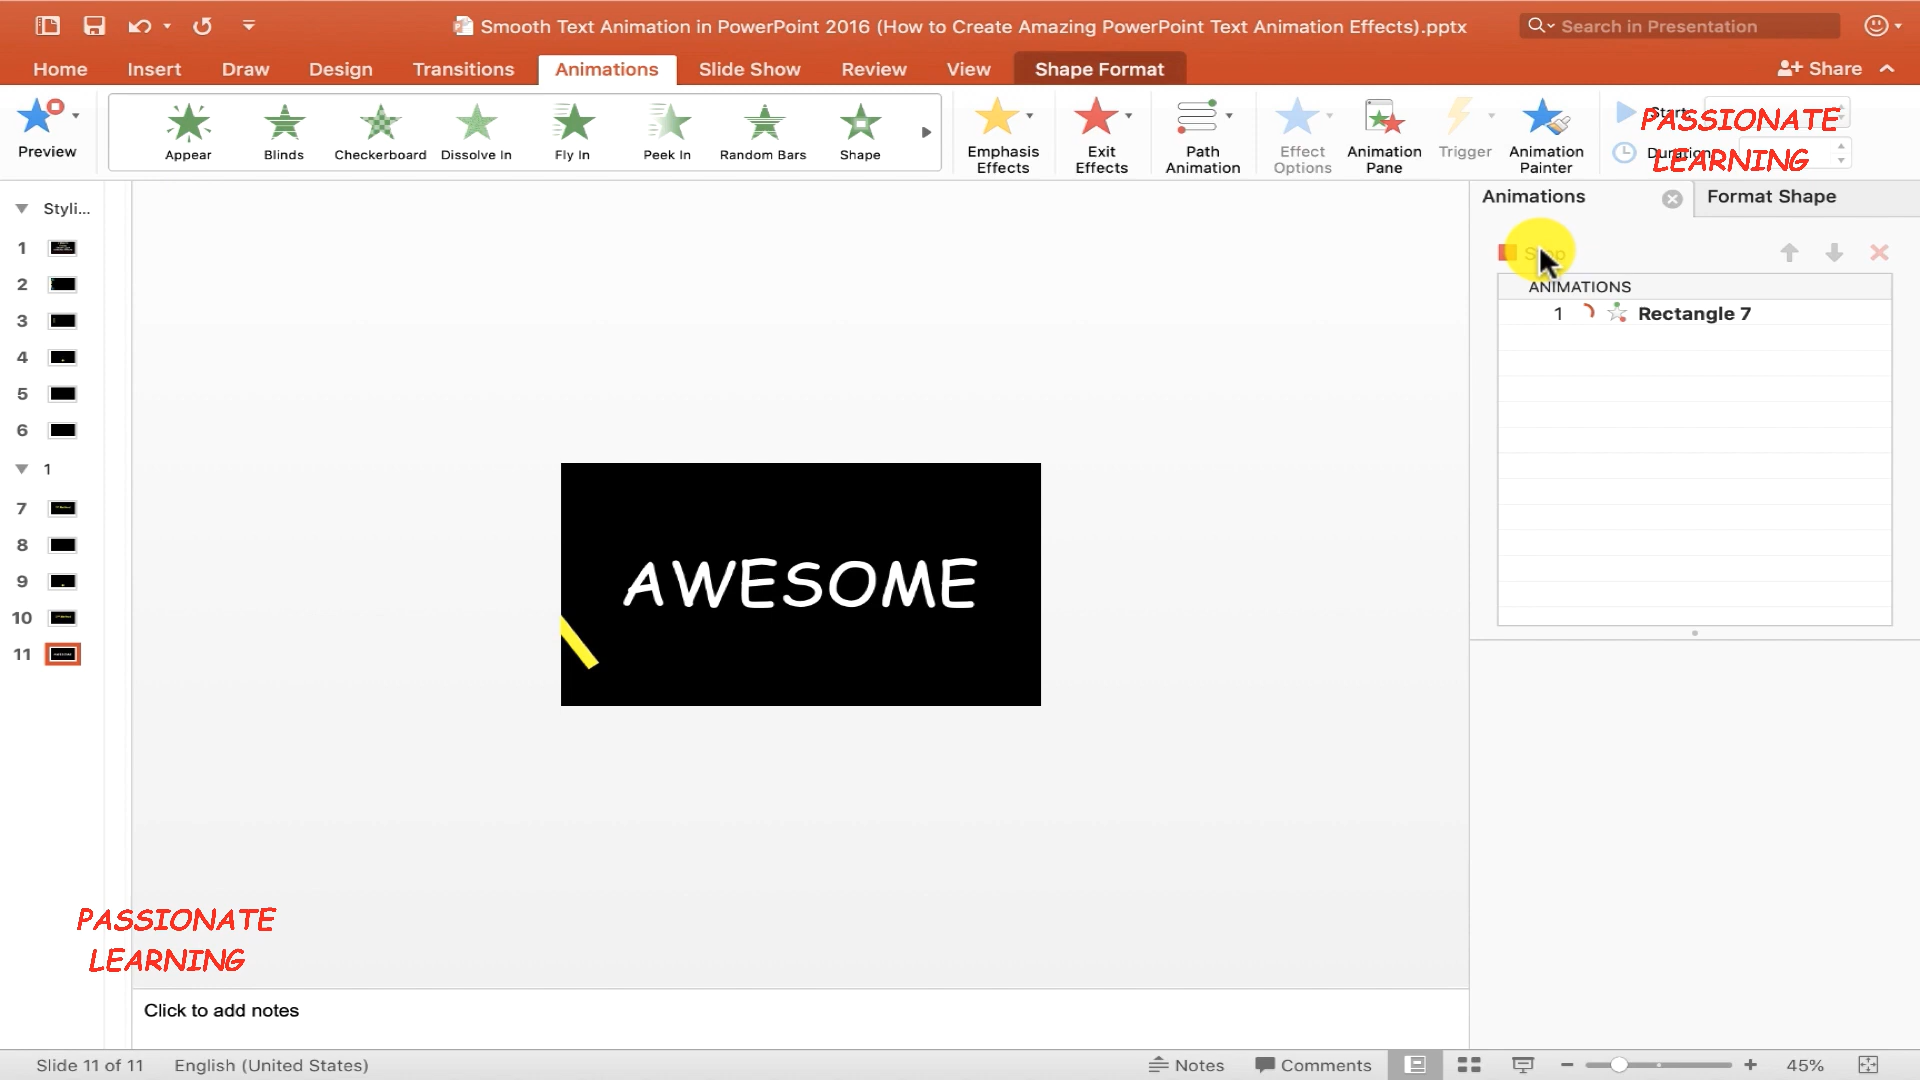 Smooth Text Animation in PowerPoint 2016 (How to Create Amazing PowerPoint Text Animation Effects).pptx
Search in Presentation
Home Insert Draw Design Transitions Animations Slide Show Review View Shape Format
Share
Preview
Appear Blinds Checkerboard Dissolve In Fly In Peek In Random Bars Shape
Emphasis Effects
Exit Effects
Path Animation
Effect Options
Animation Pane
Trigger
Animation Painter
Start
Duration
PASSIONATE
LEARNING
Animations
Format Shape
Stop
ANIMATIONS
1 Rectangle 7
Styli...
1
2
3
4
5
6
1
7
8
9
10
11
AWESOME
PASSIONATE
LEARNING
Click to add notes
Slide 11 of 11 English (United States) Notes Comments 45%